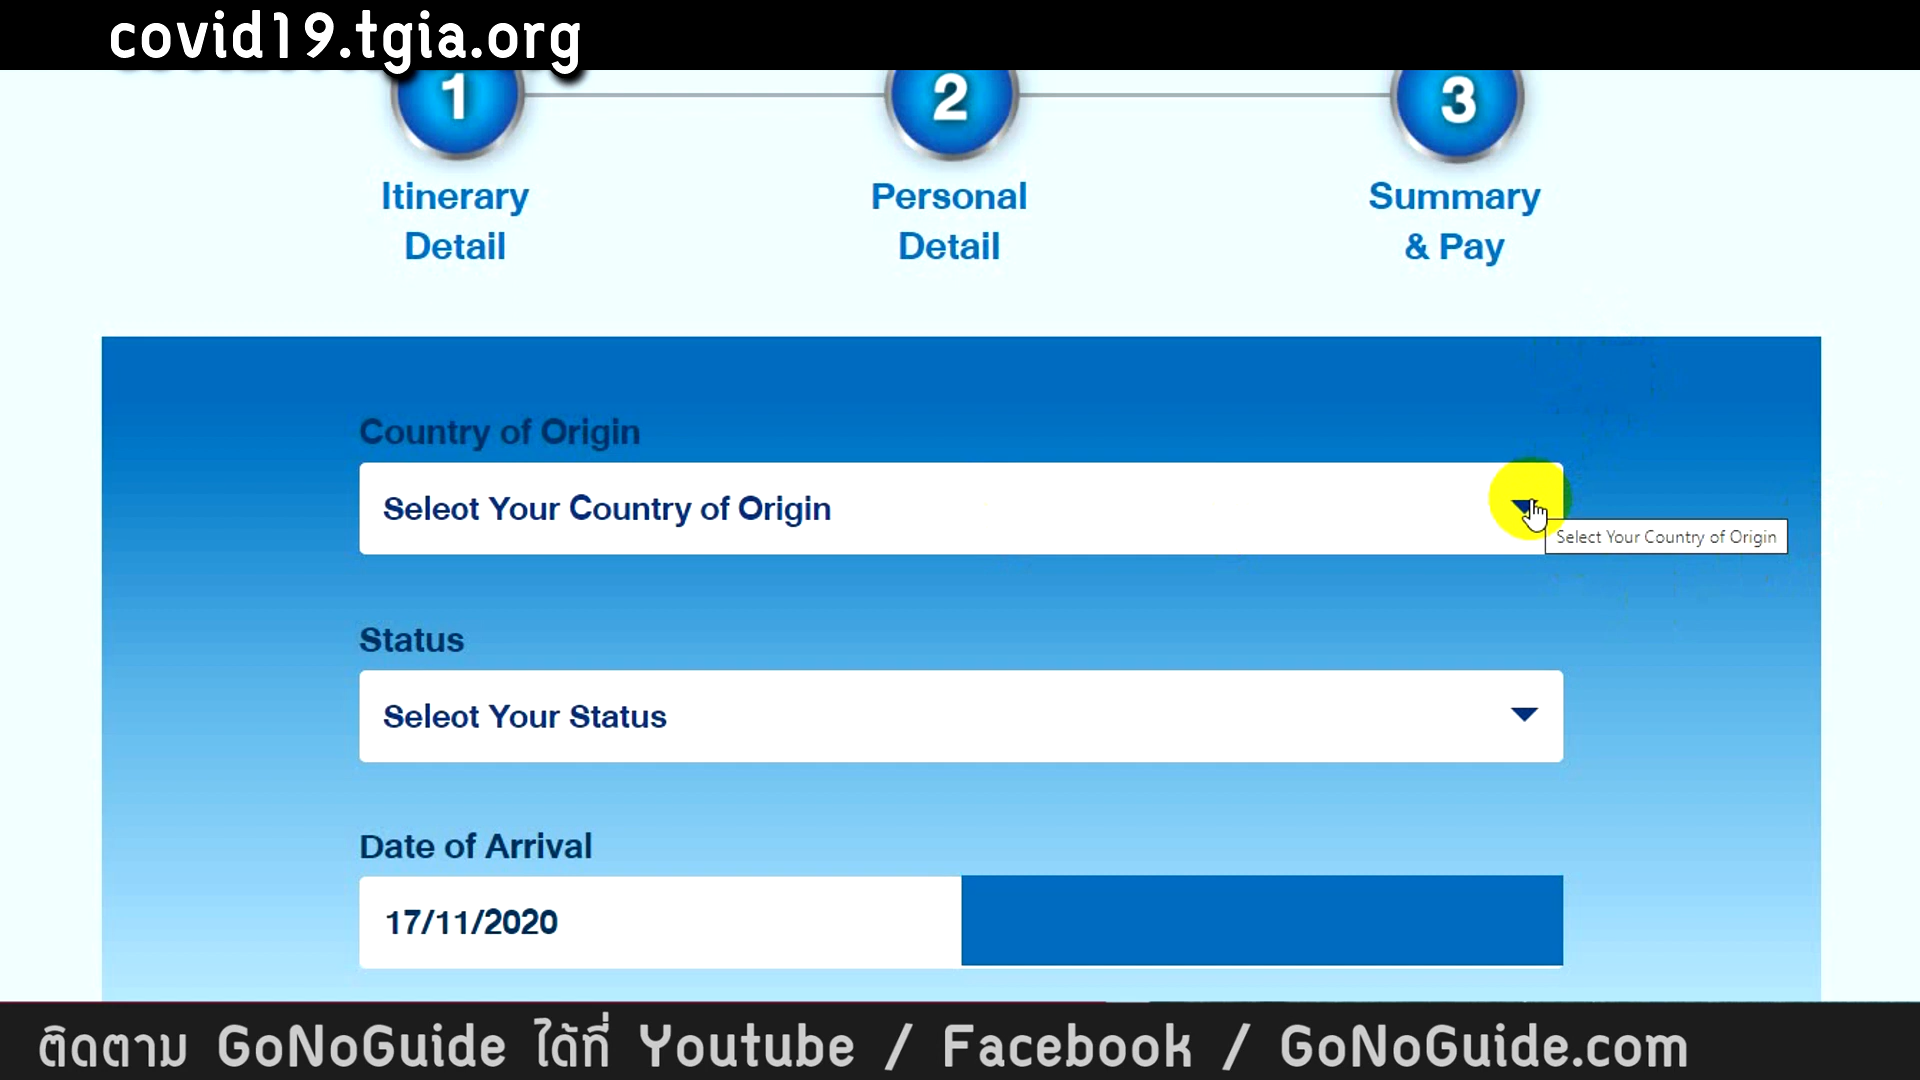 covid19.tgia.org
1
2
3
Itinerary
Detail
Personal
Detail
Summary
& Pay
Country of Origin
Select Your Country of Origin
Select Your Country of Origin
Status
Select Your Status
Date of Arrival
17/11/2020
ติดตาม GoNoGuide ได้ที่ Youtube / Facebook / GoNoGuide.com